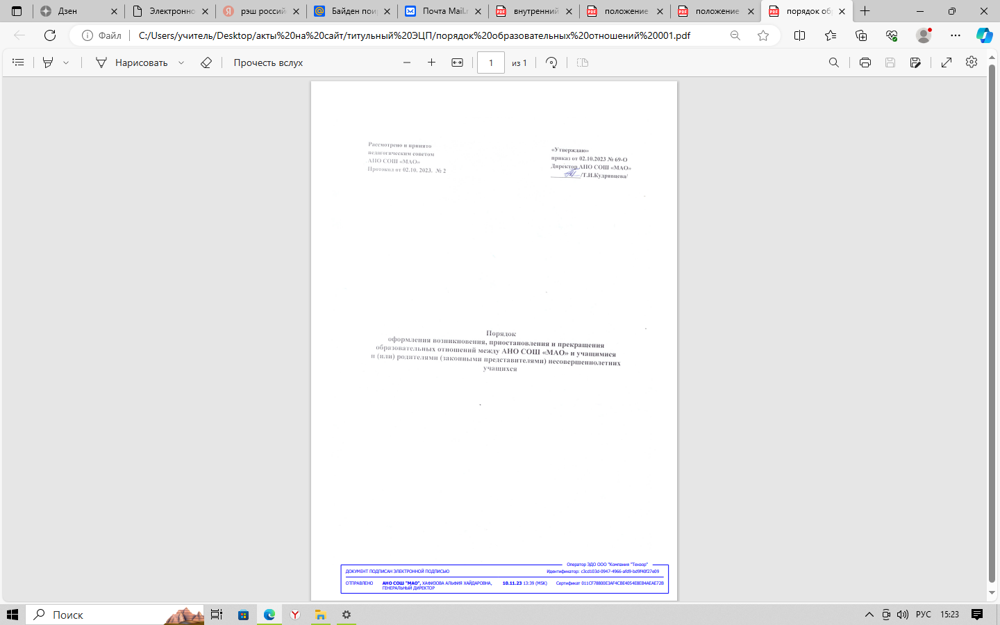 Дзен
Электронно
рэш россий
Байден пои
Почта Mail.r
внутренний
положение
положение
порядок об
Файл
C:/Users/учитель/Desktop/акты%20на%20сайт/титульный%20ЭЦП/порядок%20образовательных%20отношений%20001.pdf
Нарисовать
Прочесть вслух
1 из 1
Рассмотрено и принято
педагогическим советом
АНО СОШ «МАО»
Протокол от 02.10. 2023. № 2
«Утверждаю»
приказ от 02.10.2023 № 69-О
Директор АНО СОШ «МАО»
/Т.И.Кудрявцева/
Порядок
оформления возникновения, приостановления и прекращения
образовательных отношений между АНО СОШ «МАО» и учащимися
и (или) родителями (законными представителями) несовершеннолетних
учащихся
Оператор ЭДО ООО "Компания "Тензор"
ДОКУМЕНТ ПОДПИСАН ЭЛЕКТРОННОЙ ПОДПИСЬЮ
Идентификатор: c3cd103d-0947-4966-afd9-bd9f40f27e09
ОТПРАВЛЕНО
АНО СОШ "МАО", ХАФИЗОВА АЛЬФИЯ ХАЙДАРОВНА,
ГЕНЕРАЛЬНЫЙ ДИРЕКТОР
10.11.23 13:39 (MSK)
Сертификат 011CF78800E3AF4CBE4054EBEB4AEAE72B
Поиск
РУС
15:23